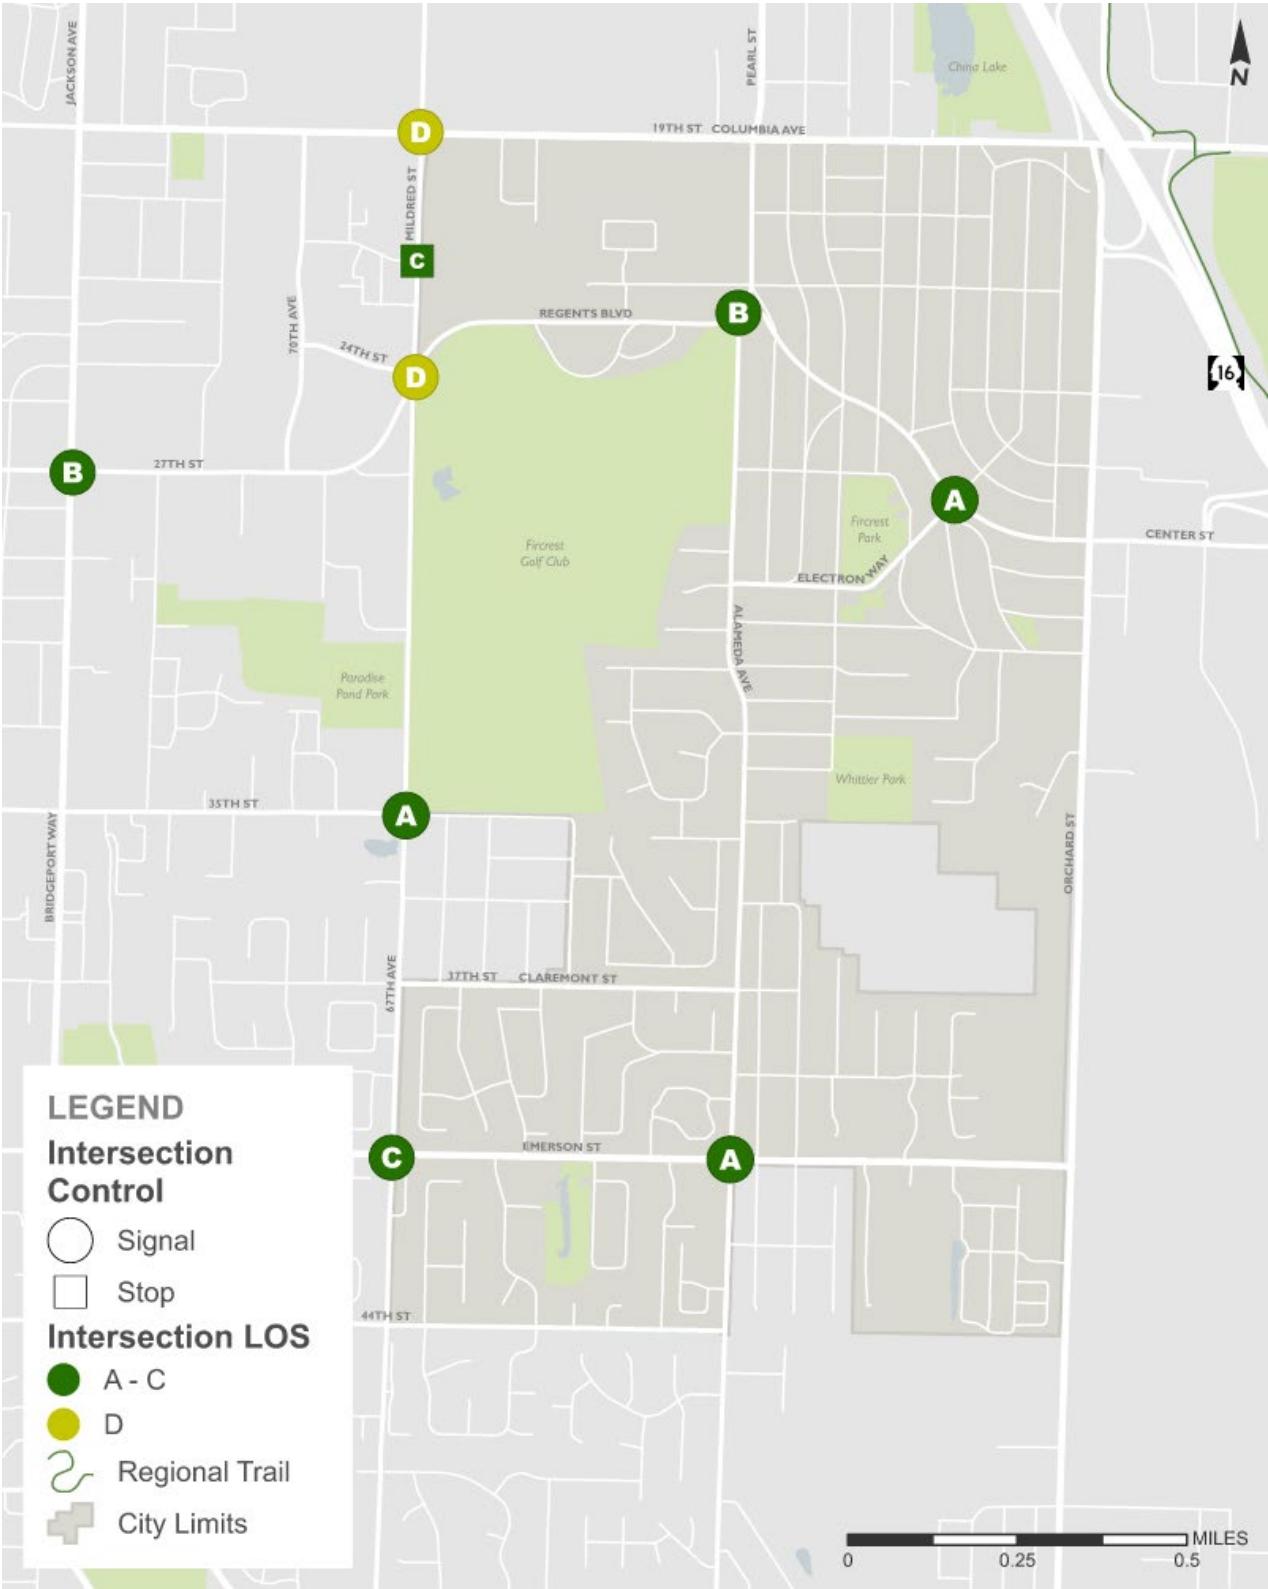 JACKSON AVE
PEARL ST
China Lake
N
D
19TH ST
COLUMBIA AVE
MILDRED ST
C
70TH AVE
REGENTS BLVD
B
24TH ST
D
16
B
27TH ST
A
Fircrest
Park
CENTER ST
Fircrest
Golf Club
ELECTRON WAY
ALAMEDA AVE
Paradise
Pond Park
Whittier Park
35TH ST
A
BRIDGEPORT WAY
ORCHARD ST
67TH AVE
37TH ST
CLAREMONT ST
C
EMERSON ST
A
44TH ST
LEGEND
Intersection
Control
Signal
Stop
Intersection LOS
A - C
D
Regional Trail
City Limits
MILES
0
0.25
0.5